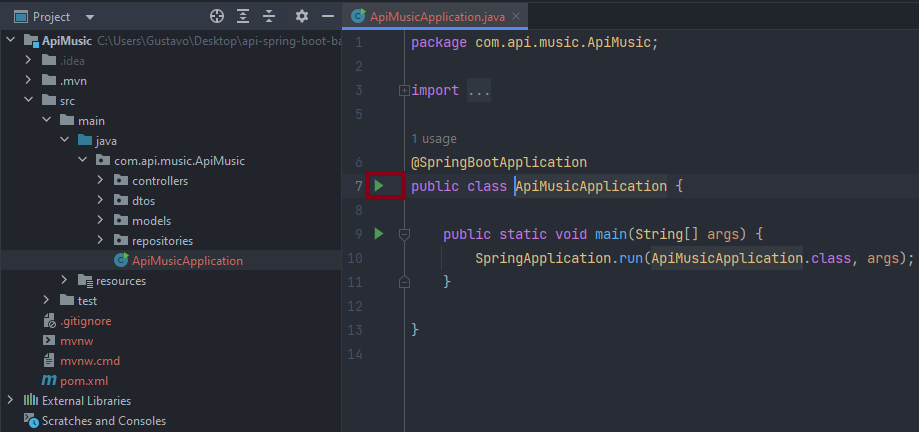 Project
ApiMusic C:\Users\Gustavo\Desktop\api-spring-boot-ba
.idea
.mvn
src
main
java
com.api.music.ApiMusic
controllers
dtos
models
repositories
ApiMusicApplication
resources
test
.gitignore
mvnw
mvnw.cmd
pom.xml
External Libraries
Scratches and Consoles
ApiMusicApplication.java
1 package com.api.music.ApiMusic;
2
3 import ...
5
1 usage
6 @SpringBootApplication
7 public class ApiMusicApplication {
8
9 public static void main(String[] args) {
10 SpringApplication.run(ApiMusicApplication.class, args);
11 }
12
13 }
14